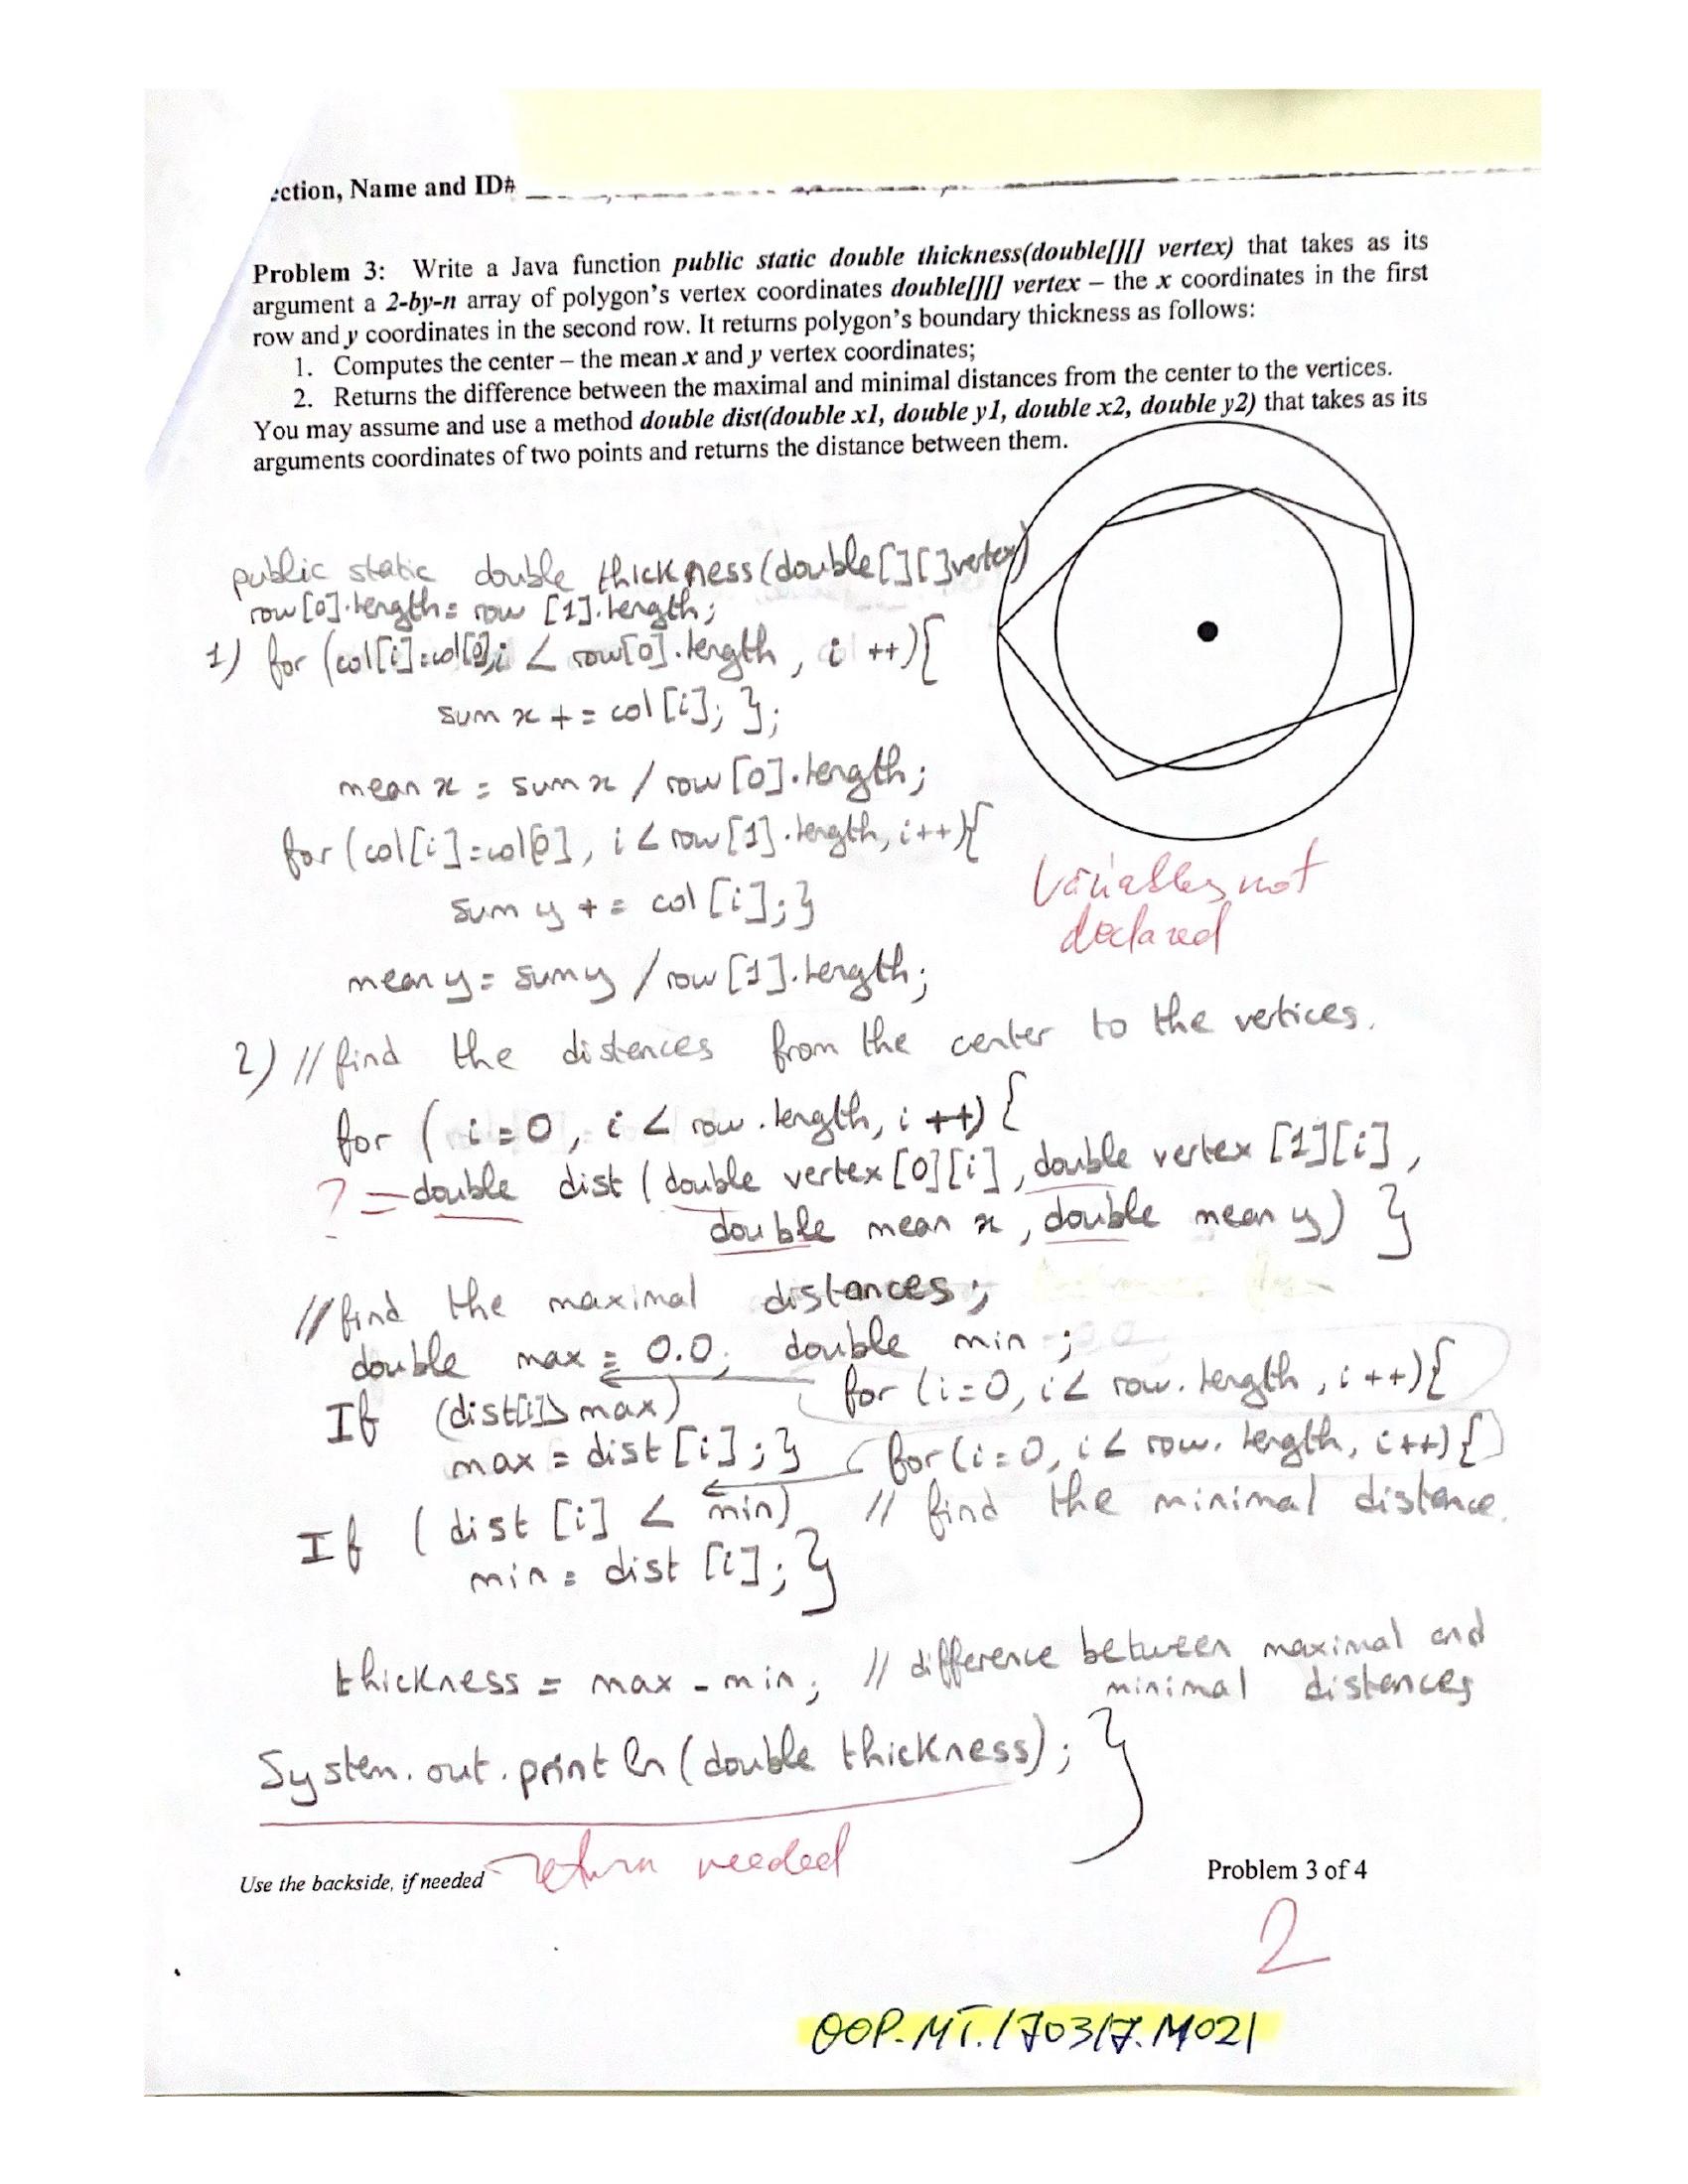 ection, Name and ID#
Problem 3: Write a Java function public static double thickness(double[][] vertex) that takes as its
argument a 2-by-n array of polygon's vertex coordinates double[][] vertex – the x coordinates in the first
row and y coordinates in the second row. It returns polygon's boundary thickness as follows:
1. Computes the center – the mean x and y vertex coordinates;
2. Returns the difference between the maximal and minimal distances from the center to the vertices.
You may assume and use a method double dist(double x1, double y1, double x2, double y2) that takes as its
arguments coordinates of two points and returns the distance between them.
public static double thickness(double[][]vertex)
row[0].length= row [1].length;
1) for (col[i]=col[0]; i < row[0].length, i ++){
sum x += col[i]; };
mean x = sum x / row[0].length;
for (col[i]=col[0], i < row[1].length, i++){
sum y += col [i];}
Variables not
declared
mean y= sumy / row[1].length;
2) // find the distences from the center to the vertices.
for ( i=0, i < row.length, i ++) {
? = double dist ( double vertex [0][i], double vertex [1][i],
double mean x , double mean y) }
// find the maximal distances;
double max = 0.0; double min ;
for (i=0, i< row. length, i ++){
If (dist[i]> max)
max = dist [i]; }
for(i=0, i< row. length, i++){
If ( dist [i] < min) // find the minimal distance.
min = dist [i]; }
thickness = max - min; // difference between maximal and
minimal distances
System.out.println(double thickness); }
return needed
Use the backside, if needed
Problem 3 of 4
2
OOP.MT.170317.M021